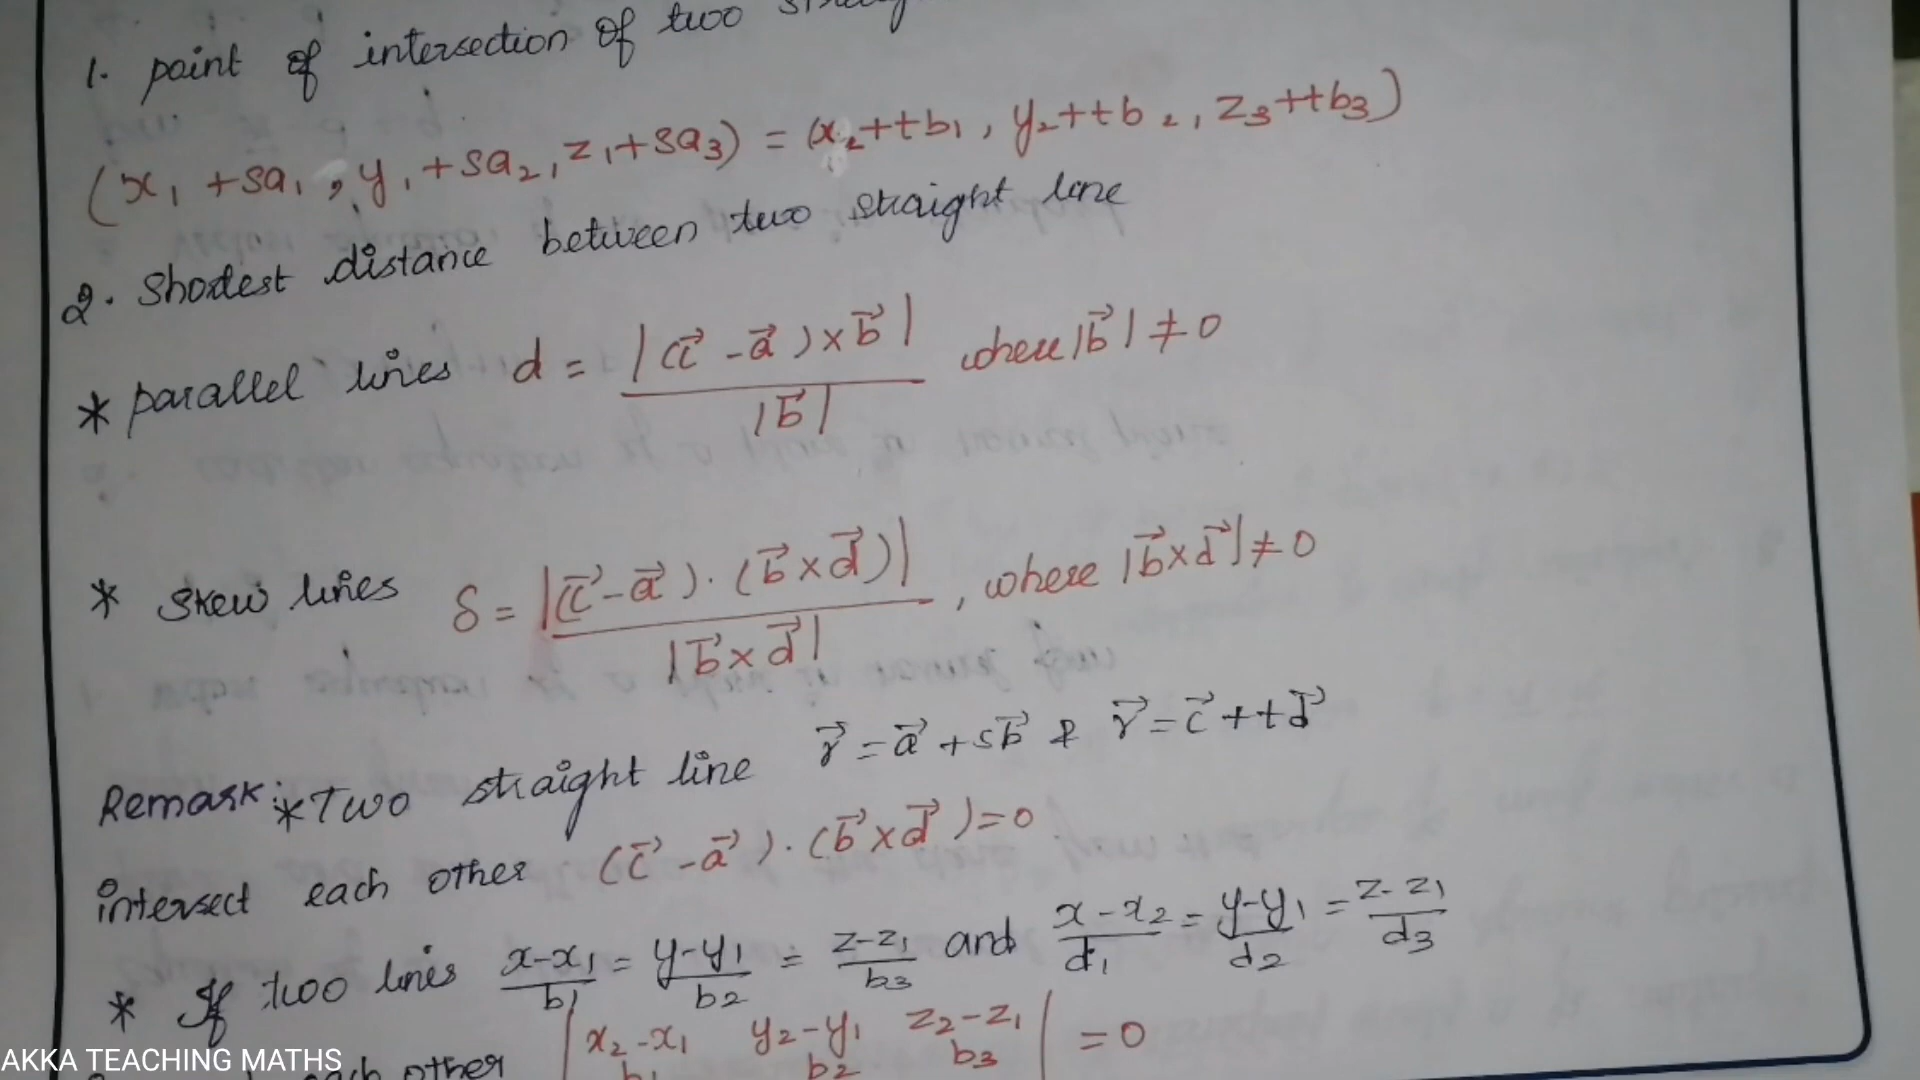 1. point of intersection of two
(x₁ + sa₁, y₁ + sa₂, z₁ + sa₃) = (x₂ + tb₁, y₂ + tb₂, z₃ + tb₃)
2. Shortest distance between two straight line
* parallel lines d = |(c⃗ - a⃗) × b⃗| / |b⃗| where |b⃗| ≠ 0
* Skew lines δ = |(c⃗ - a⃗) · (b⃗ × d⃗)| / |b⃗ × d⃗|, where |b⃗ × d⃗| ≠ 0
Remark: * Two straight line r⃗ = a⃗ + sb⃗ & r⃗ = c⃗ + td⃗
intersect each other (c⃗ - a⃗) · (b⃗ × d⃗) = 0
* If two lines (x - x₁)/b₁ = (y - y₁)/b₂ = (z - z₁)/b₃ and (x - x₂)/d₁ = (y - y₁)/d₂ = (z - z₁)/d₃
each other | x₂ - x₁ y₂ - y₁ z₂ - z₁ | = 0
b₁ b₂ b₃
AKKA TEACHING MATHS